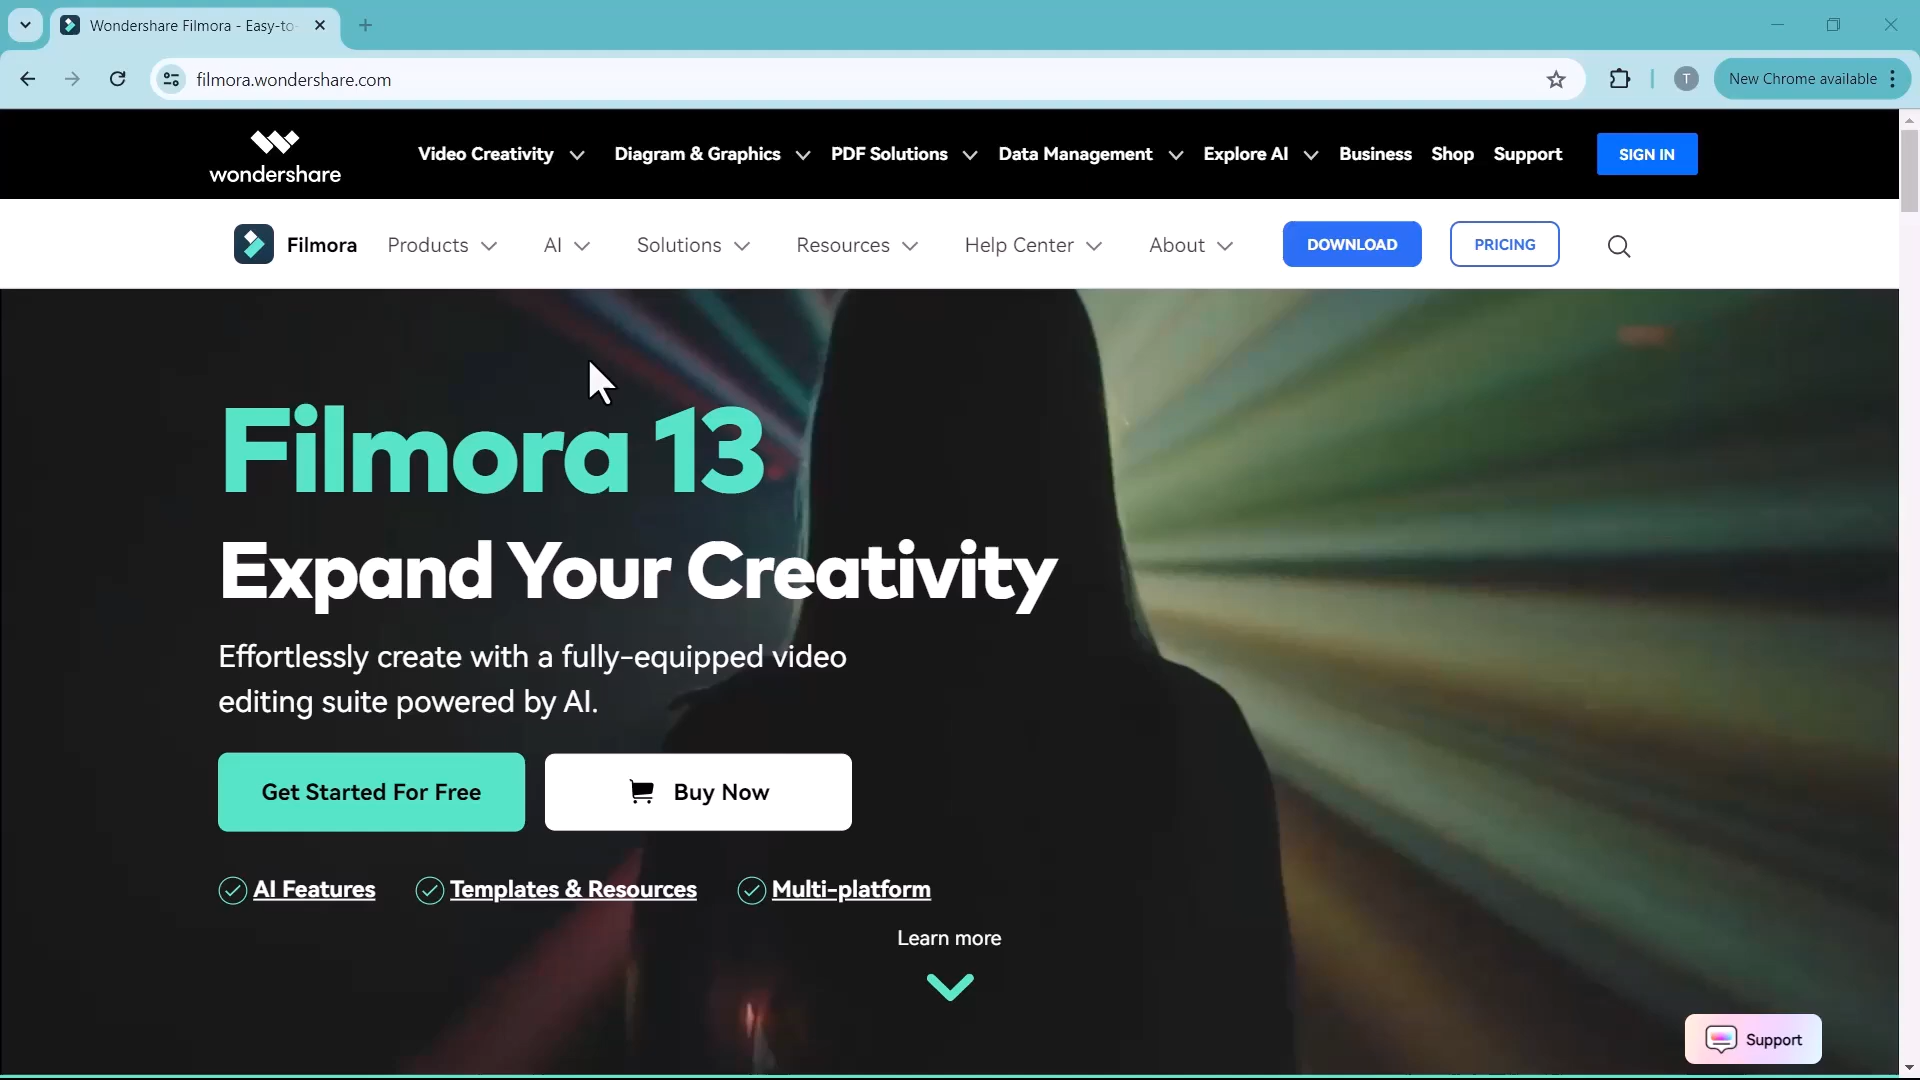 Wondershare Filmora - Easy-to-
filmora.wondershare.com
T
New Chrome available
wondershare
Video Creativity
Diagram & Graphics
PDF Solutions
Data Management
Explore AI
Business
Shop
Support
SIGN IN
Filmora
Products
AI
Solutions
Resources
Help Center
About
DOWNLOAD
PRICING
Filmora 13
Expand Your Creativity
Effortlessly create with a fully-equipped video
editing suite powered by AI.
Get Started For Free
Buy Now
AI Features
Templates & Resources
Multi-platform
Learn more
Support